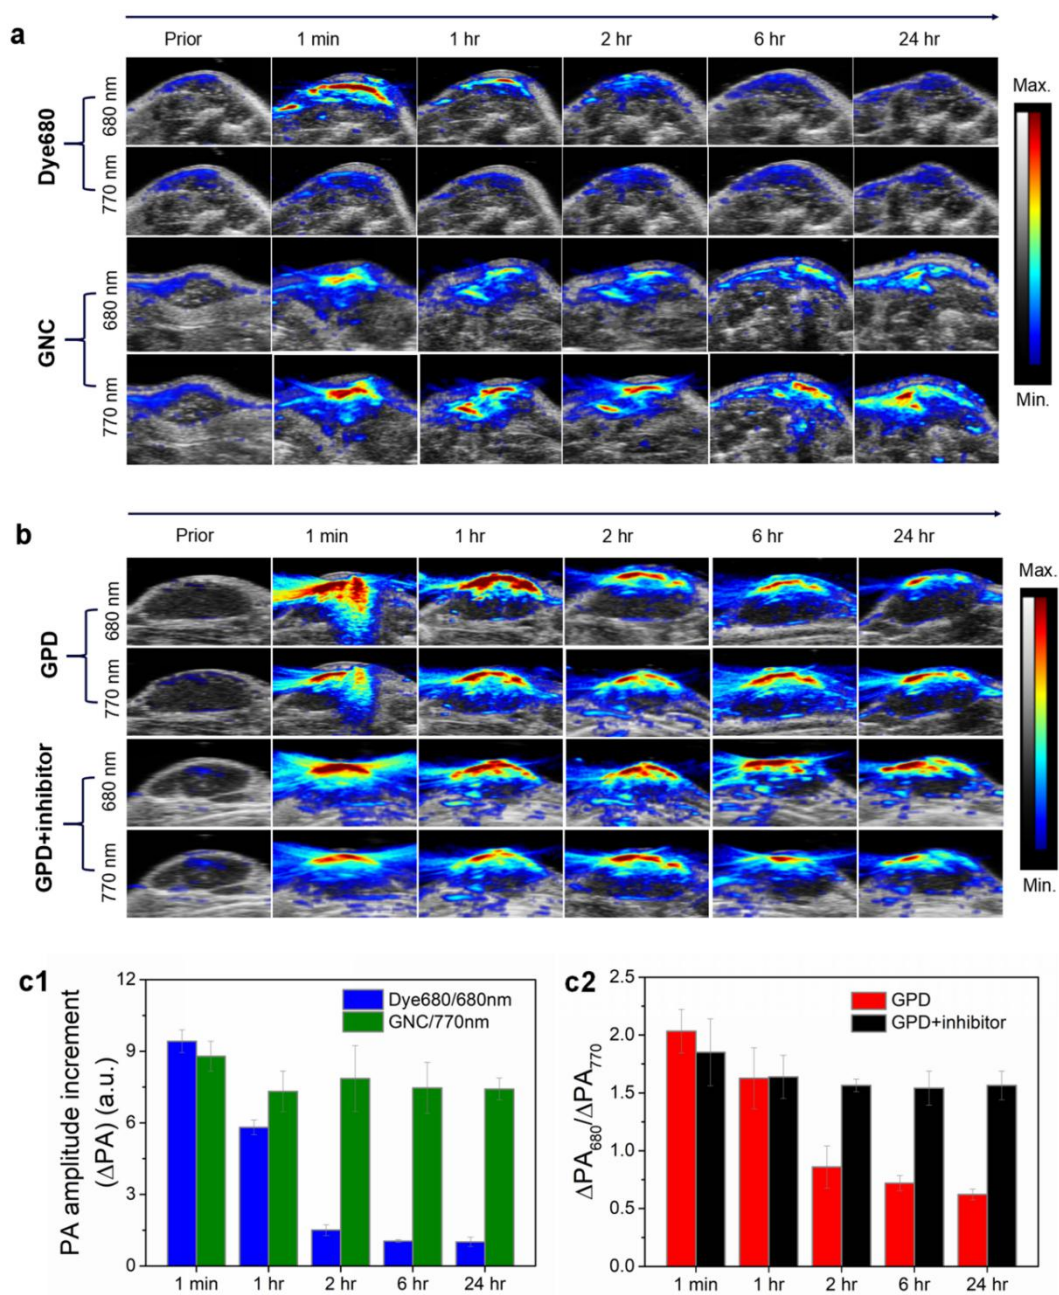 a
Prior 1 min 1 hr 2 hr 6 hr 24 hr
Dye680
680 nm
770 nm
GNC
680 nm
770 nm
Max.
Min.
b
Prior 1 min 1 hr 2 hr 6 hr 24 hr
GPD
680 nm
770 nm
GPD+inhibitor
680 nm
770 nm
Max.
Min.
c1
PA amplitude increment
(ΔPA) (a.u.)
12
9
6
3
0
Dye680/680nm
GNC/770nm
1 min 1 hr 2 hr 6 hr 24 hr
c2
ΔPA680/ΔPA770
2.5
2.0
1.5
1.0
0.5
0.0
GPD
GPD+inhibitor
1 min 1 hr 2 hr 6 hr 24 hr